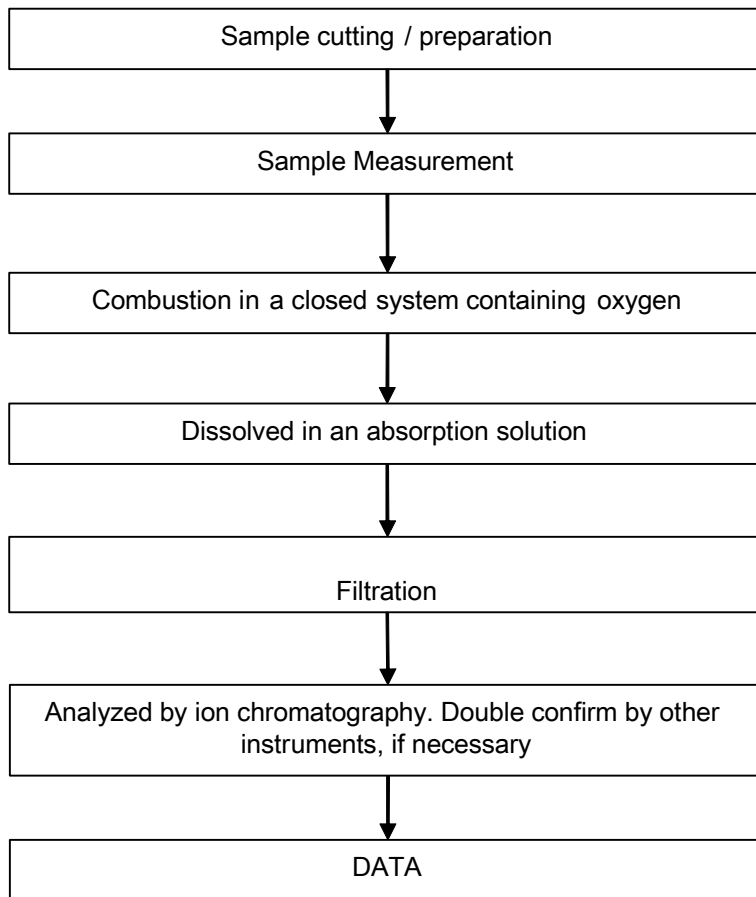 Sample cutting / preparation
Sample Measurement
Combustion in a closed system containing oxygen
Dissolved in an absorption solution
Filtration
Analyzed by ion chromatography. Double confirm by other
instruments, if necessary
DATA